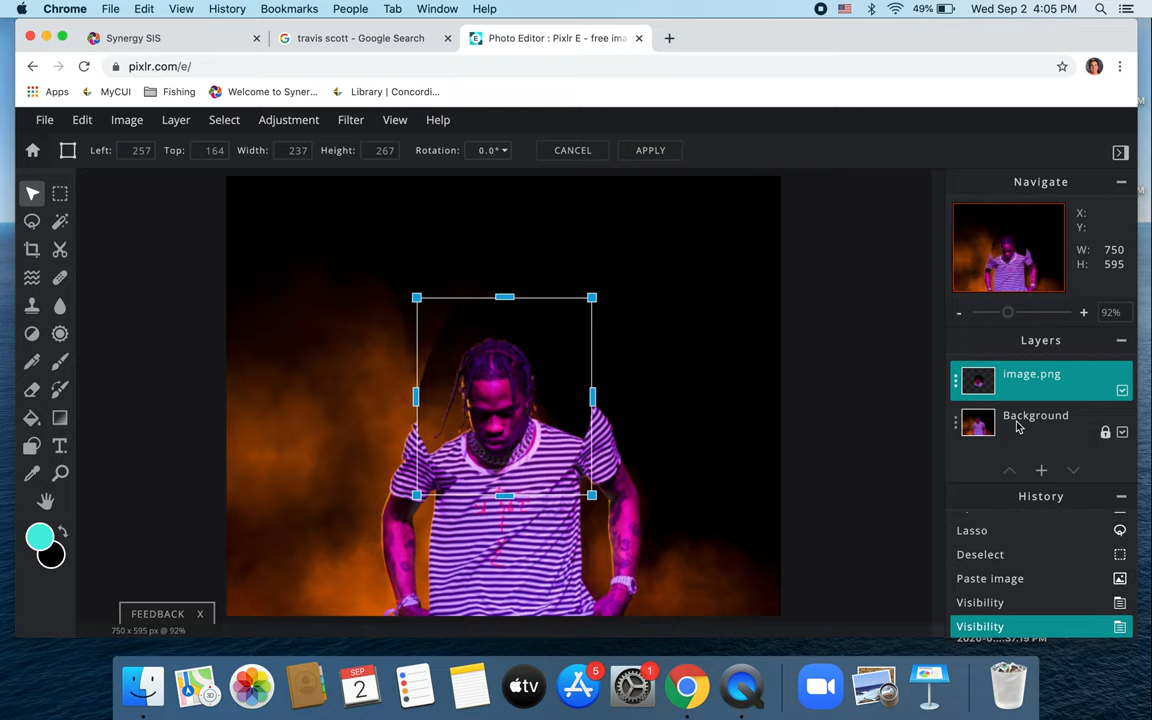 Chrome File Edit View History Bookmarks People Tab Window Help 49% Wed Sep 2 4:05 PM
Synergy SIS travis scott - Google Search Photo Editor : Pixlr E - free ima
pixlr.com/e/
Apps MyCUI Fishing Welcome to Syner... Library | Concordi...
File Edit Image Layer Select Adjustment Filter View Help
Left: 257 Top: 164 Width: 237 Height: 267 Rotation: 0.0° CANCEL APPLY
Navigate
X:
Y:
W: 750
H: 595
- + 92%
Layers
image.png
Background
History
Lasso
Deselect
Paste image
Visibility
Visibility
FEEDBACK X
750 x 595 px @ 92%
SEP
2
tv
5
1